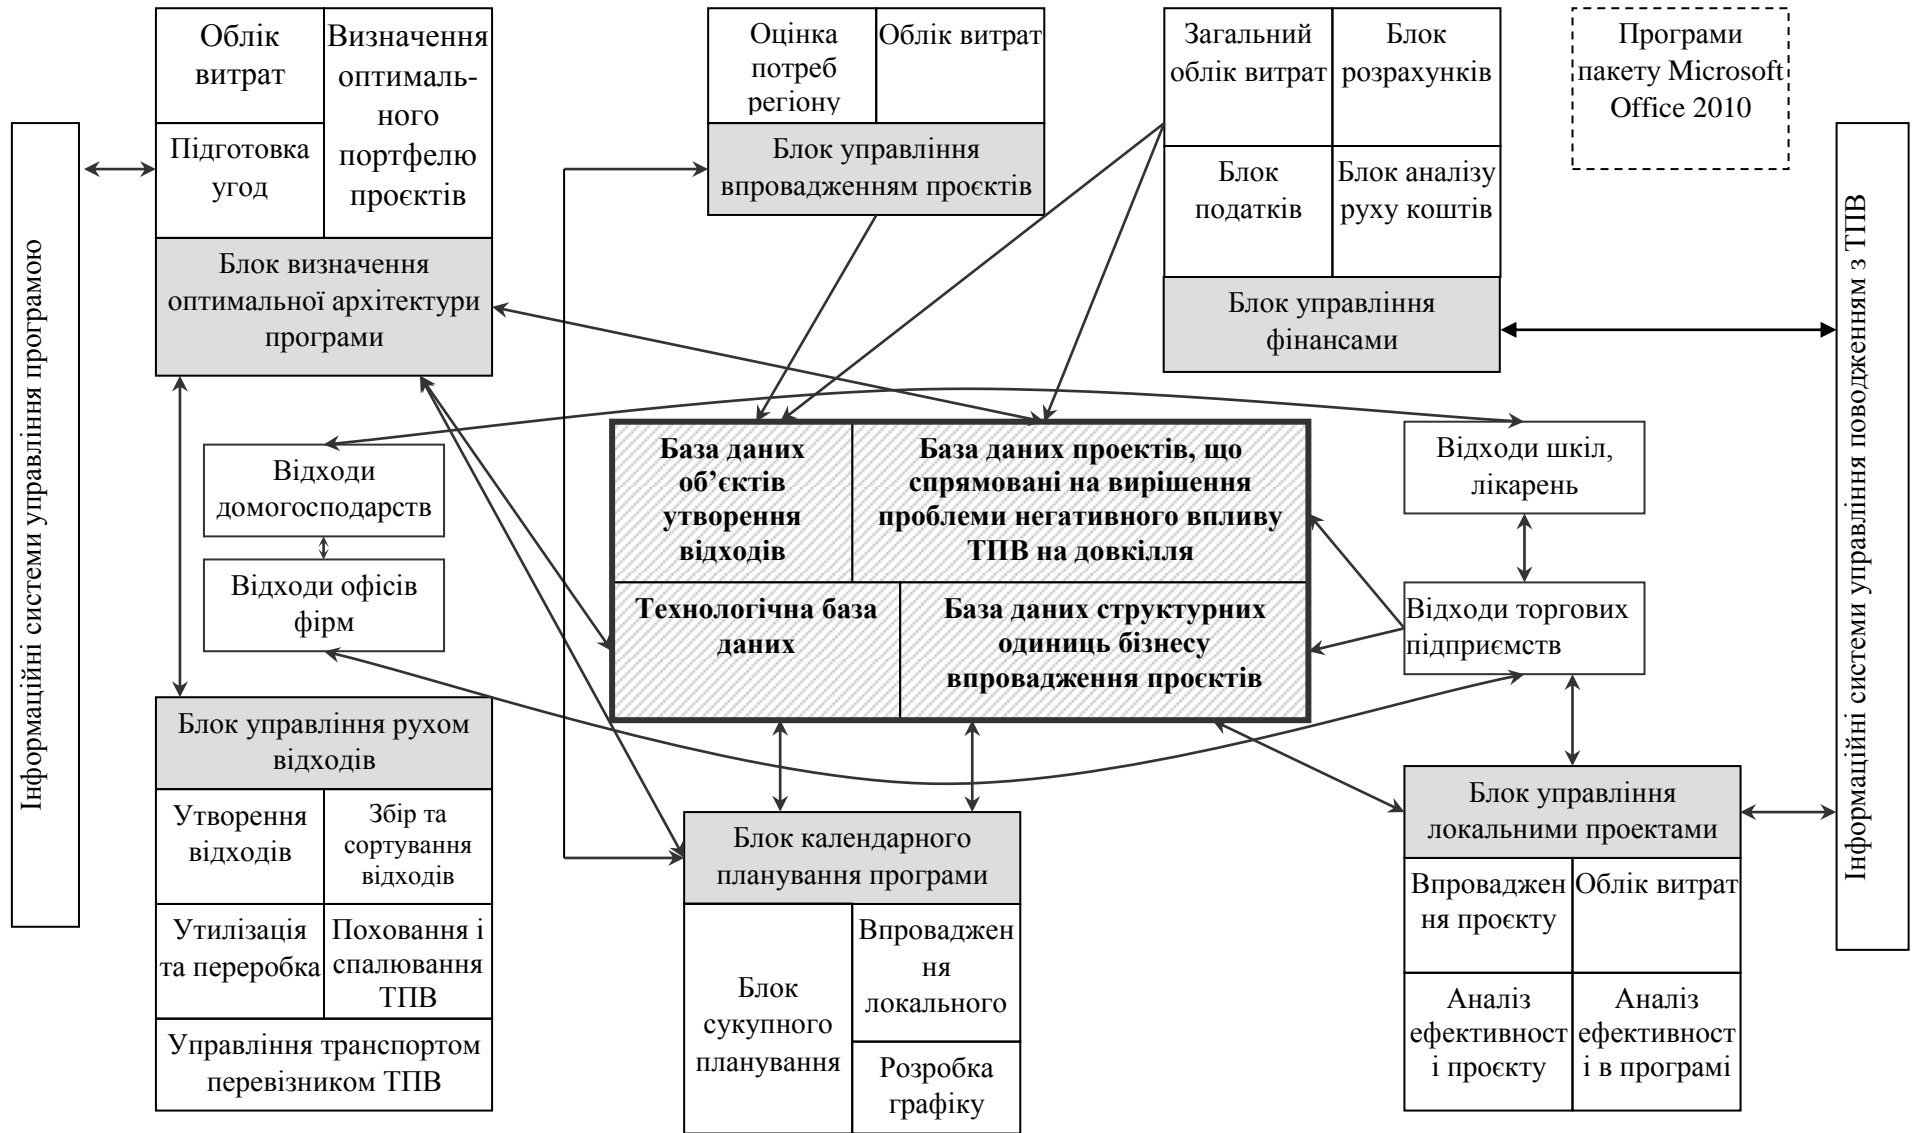 Облік
витрат
Визначення
оптималь-
ного
портфелю
проєктів
Підготовка
угод
Блок визначення
оптимальної архітектури
програми
Оцінка
потреб
регіону
Облік витрат
Блок управління
впровадженням проєктів
Загальний
облік витрат
Блок
розрахунків
Блок
податків
Блок аналізу
руху коштів
Блок управління
фінансами
Програми
пакету Microsoft
Office 2010
Інформаційні системи управління програмою
Інформаційні системи управління поводженням з ТПВ
Відходи
домогосподарств
Відходи офісів
фірм
База даних
об’єктів
утворення
відходів
База даних проектів, що
спрямовані на вирішення
проблеми негативного впливу
ТПВ на довкілля
Технологічна база
даних
База даних структурних
одиниць бізнесу
впровадження проєктів
Відходи шкіл,
лікарень
Відходи торгових
підприємств
Блок управління рухом
відходів
Утворення
відходів
Збір та
сортування
відходів
Утилізація
та переробка
Поховання і
спалювання
ТПВ
Управління транспортом
перевізником ТПВ
Блок календарного
планування програми
Блок
сукупного
планування
Впроваджен
ня
локального
Розробка
графіку
Блок управління
локальними проектами
Впроваджен
ня проєкту
Облік витрат
Аналіз
ефективност
і проєкту
Аналіз
ефективност
і в програмі